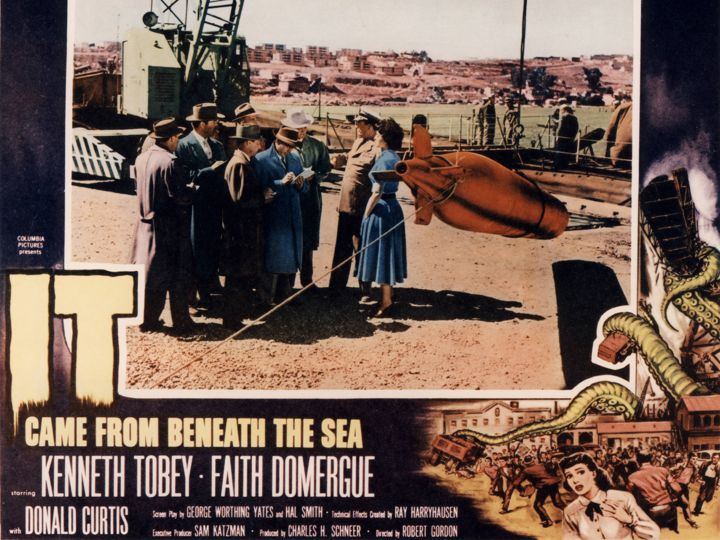 COLUMBIA
PICTURES
presents
IT
CAME FROM BENEATH THE SEA
starring KENNETH TOBEY · FAITH DOMERGUE
with DONALD CURTIS
Screen Play by GEORGE WORTHING YATES and HAL SMITH · Technical Effects Created by RAY HARRYHAUSEN
Executive Producer SAM KATZMAN · Produced by CHARLES H. SCHNEER · Directed by ROBERT GORDON